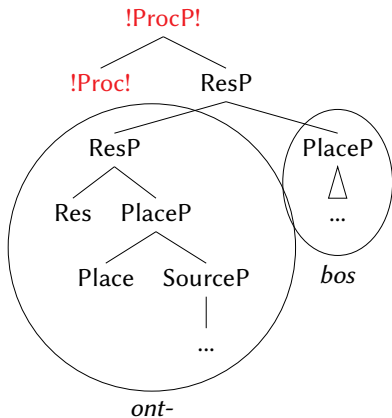 !ProcP!
!Proc! ResP
ResP PlaceP
Res PlaceP ...
Place SourceP bos
...
ont-